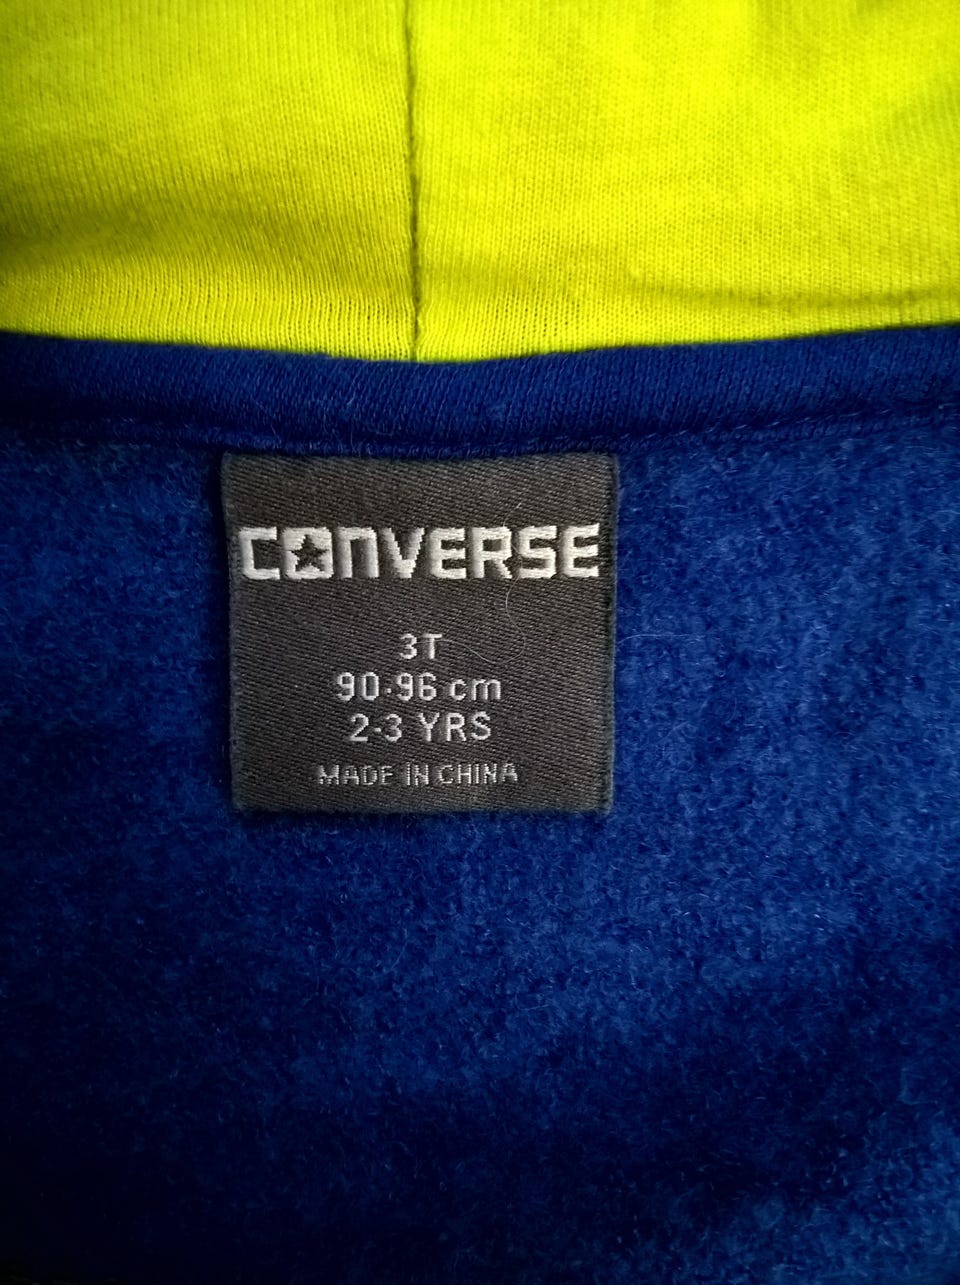 CONVERSE
3T
90-96 cm
2-3 YRS
MADE IN CHINA